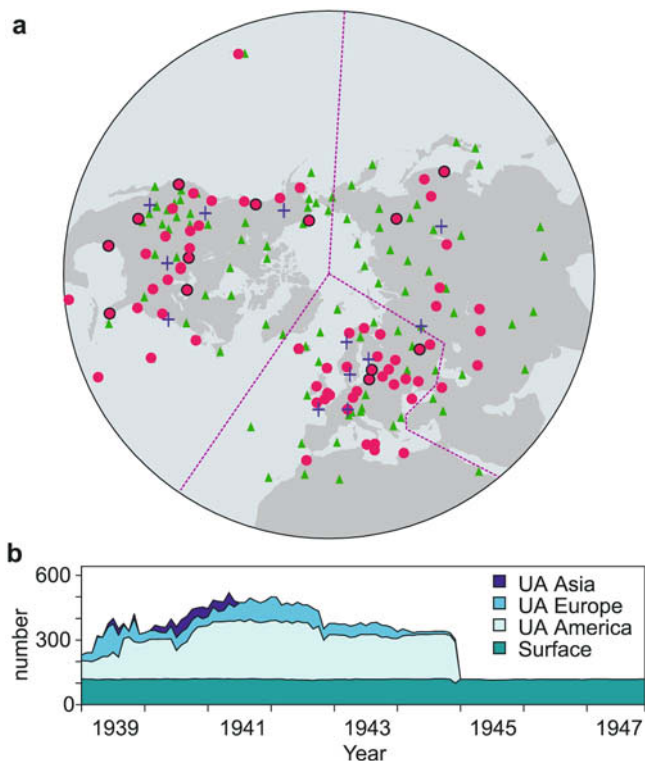 a
b
600
300
0
number
UA Asia
UA Europe
UA America
Surface
1939
1941
1943
1945
1947
Year